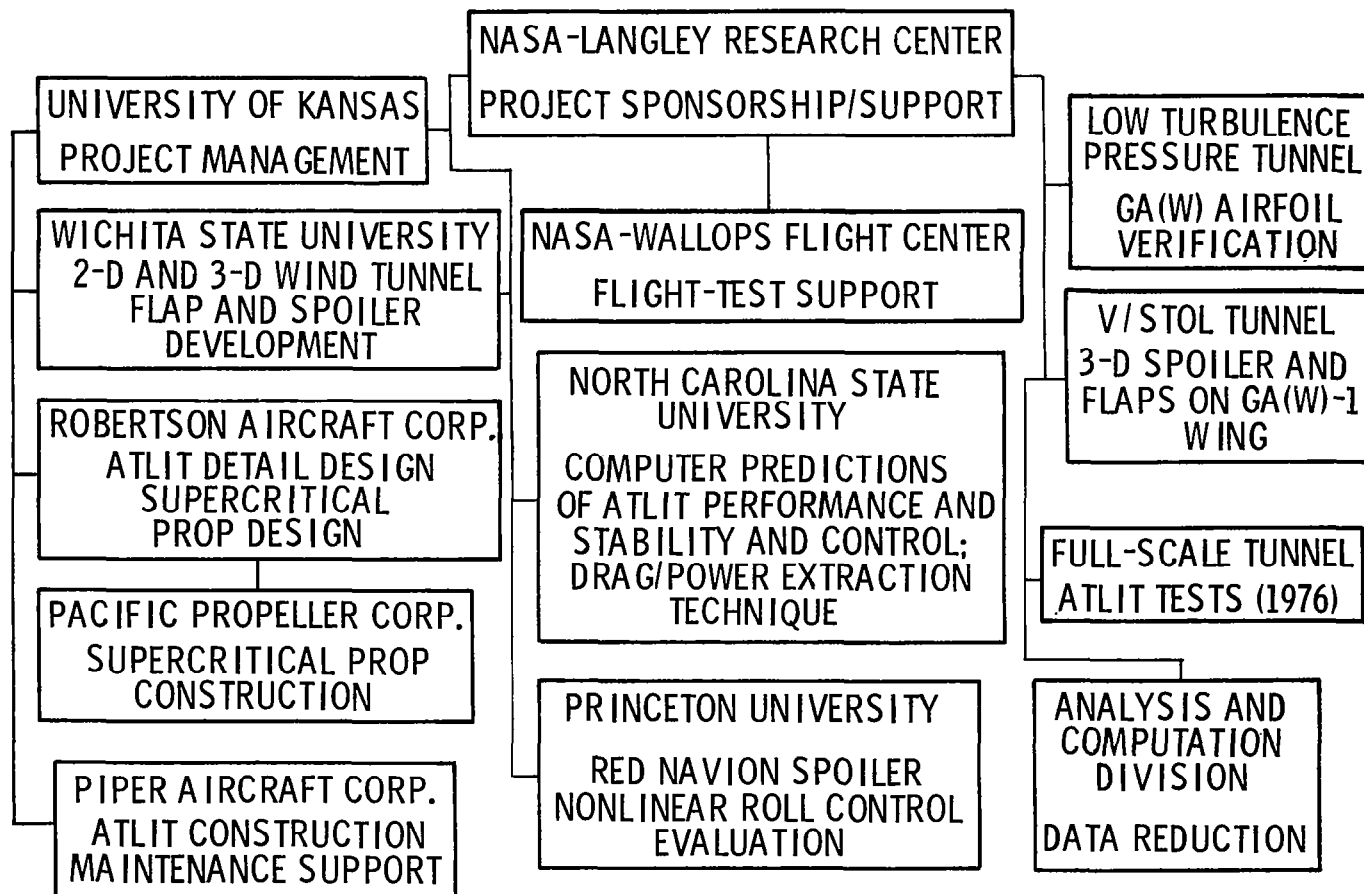 NASA-LANGLEY RESEARCH CENTER
PROJECT SPONSORSHIP/SUPPORT
UNIVERSITY OF KANSAS
PROJECT MANAGEMENT
LOW TURBULENCE
PRESSURE TUNNEL
GA(W) AIRFOIL
VERIFICATION
WICHITA STATE UNIVERSITY
2-D AND 3-D WIND TUNNEL
FLAP AND SPOILER
DEVELOPMENT
NASA-WALLOPS FLIGHT CENTER
FLIGHT-TEST SUPPORT
V/STOL TUNNEL
3-D SPOILER AND
FLAPS ON GA(W)-1
WING
ROBERTSON AIRCRAFT CORP.
ATLIT DETAIL DESIGN
SUPERCRITICAL
PROP DESIGN
NORTH CAROLINA STATE
UNIVERSITY
COMPUTER PREDICTIONS
OF ATLIT PERFORMANCE AND
STABILITY AND CONTROL;
DRAG/POWER EXTRACTION
TECHNIQUE
FULL-SCALE TUNNEL
ATLIT TESTS (1976)
PACIFIC PROPELLER CORP.
SUPERCRITICAL PROP
CONSTRUCTION
PRINCETON UNIVERSITY
RED NAVION SPOILER
NONLINEAR ROLL CONTROL
EVALUATION
ANALYSIS AND
COMPUTATION
DIVISION
DATA REDUCTION
PIPER AIRCRAFT CORP.
ATLIT CONSTRUCTION
MAINTENANCE SUPPORT